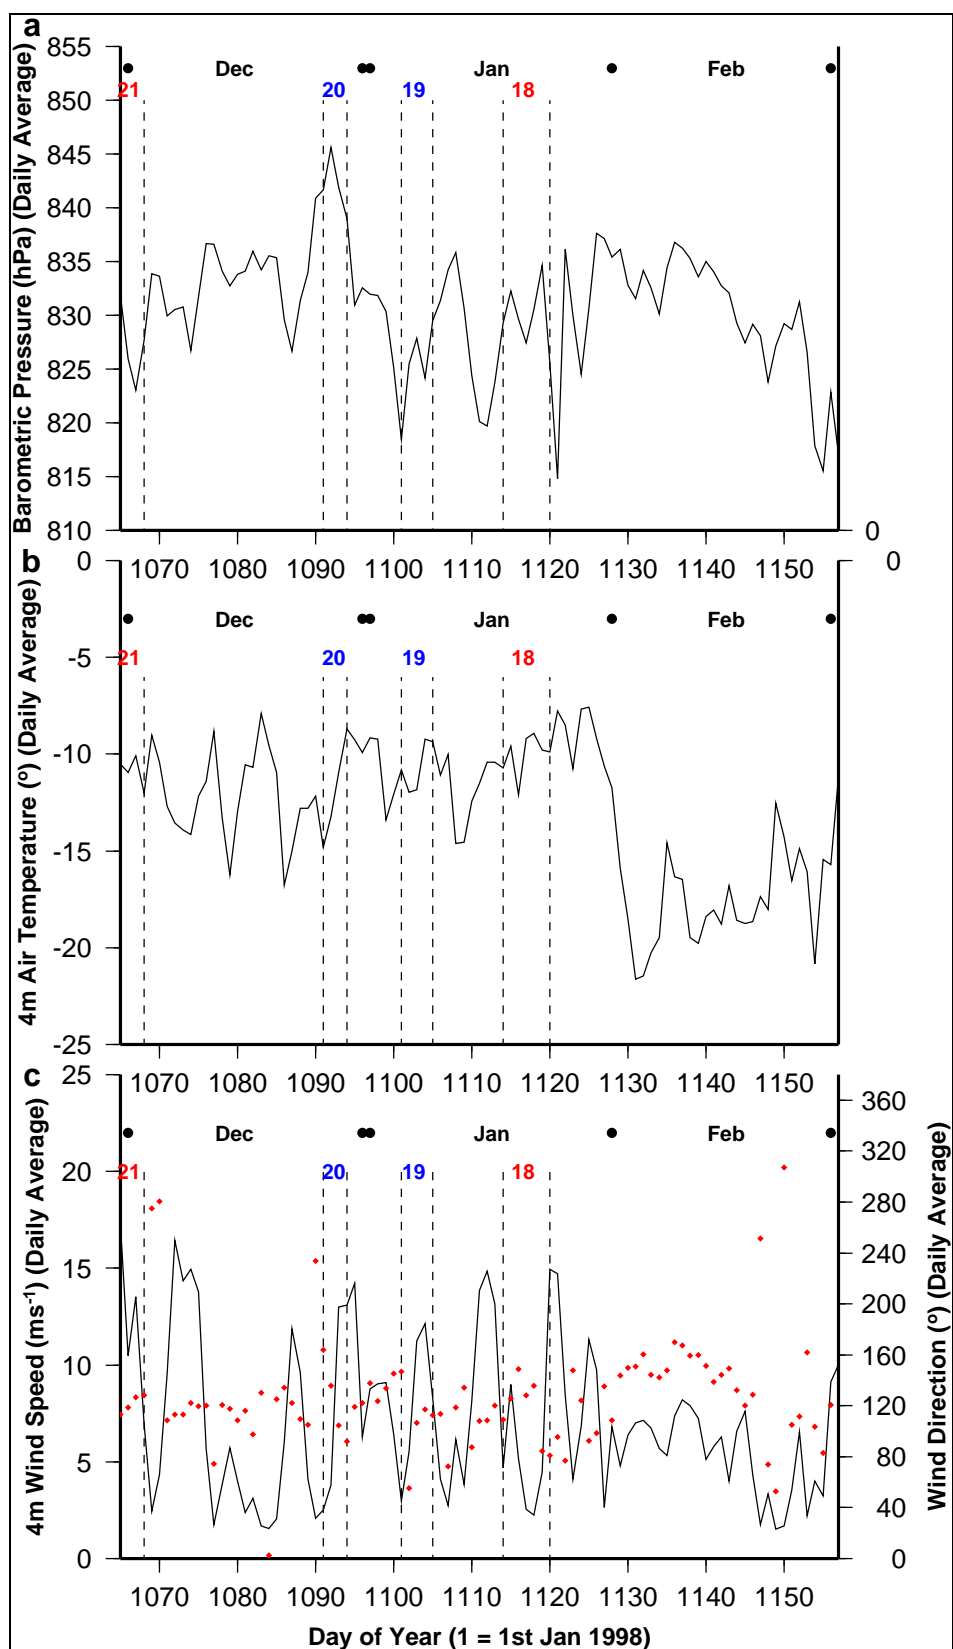 a
Barometric Pressure (hPa) (Daily Average)
855
850
845
840
835
830
825
820
815
810
0
Dec Jan Feb
21 20 19 18
1070 1080 1090 1100 1110 1120 1130 1140 1150
b
4m Air Temperature (º) (Daily Average)
0
-5
-10
-15
-20
-25
0
Dec Jan Feb
21 20 19 18
1070 1080 1090 1100 1110 1120 1130 1140 1150
c
4m Wind Speed (ms-1) (Daily Average)
25
20
15
10
5
0
Dec Jan Feb
21 20 19 18
360
320
280
240
200
160
120
80
40
0
Wind Direction (º) (Daily Average)
1070 1080 1090 1100 1110 1120 1130 1140 1150
Day of Year (1 = 1st Jan 1998)